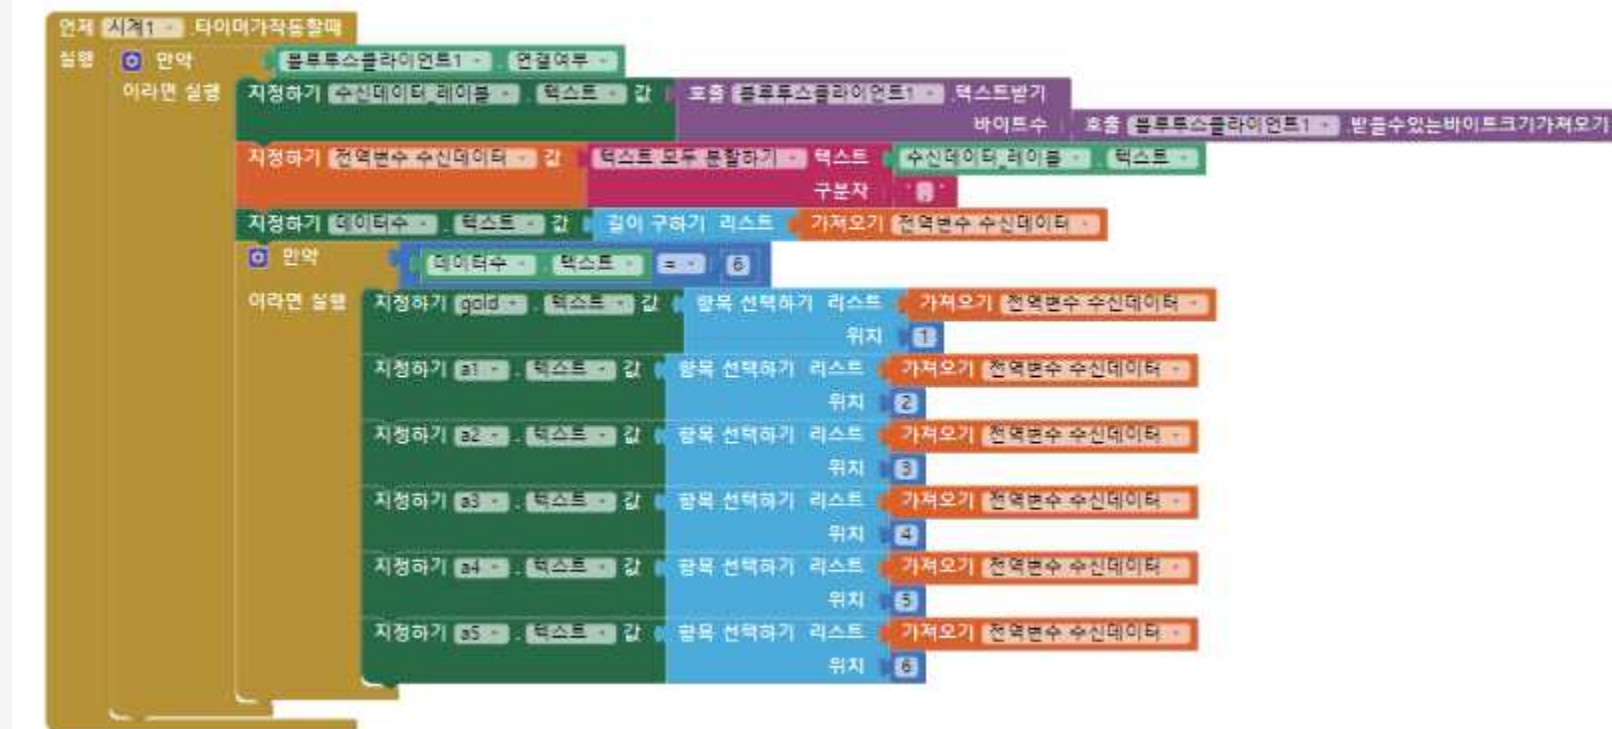 언제 시계1 .타이머가작동할때
실행 만약 블루투스클라이언트1 . 연결여부
이라면 실행 지정하기 수신데이터_레이블 . 텍스트 값 호출 블루투스클라이언트1 .텍스트받기
바이트수 호출 블루투스클라이언트1 .받을수있는바이트크기가져오기
지정하기 전역변수 수신데이터 값 텍스트 모두 분할하기 텍스트 수신데이터_레이블 . 텍스트
구분자
지정하기 데이터수 . 텍스트 값 길이 구하기 리스트 가져오기 전역변수 수신데이터
만약 데이터수 . 텍스트 = 6
이라면 실행 지정하기 gold . 텍스트 값 항목 선택하기 리스트 가져오기 전역변수 수신데이터
위치 1
지정하기 a1 . 텍스트 값 항목 선택하기 리스트 가져오기 전역변수 수신데이터
위치 2
지정하기 a2 . 텍스트 값 항목 선택하기 리스트 가져오기 전역변수 수신데이터
위치 3
지정하기 a3 . 텍스트 값 항목 선택하기 리스트 가져오기 전역변수 수신데이터
위치 4
지정하기 a4 . 텍스트 값 항목 선택하기 리스트 가져오기 전역변수 수신데이터
위치 5
지정하기 a5 . 텍스트 값 항목 선택하기 리스트 가져오기 전역변수 수신데이터
위치 6